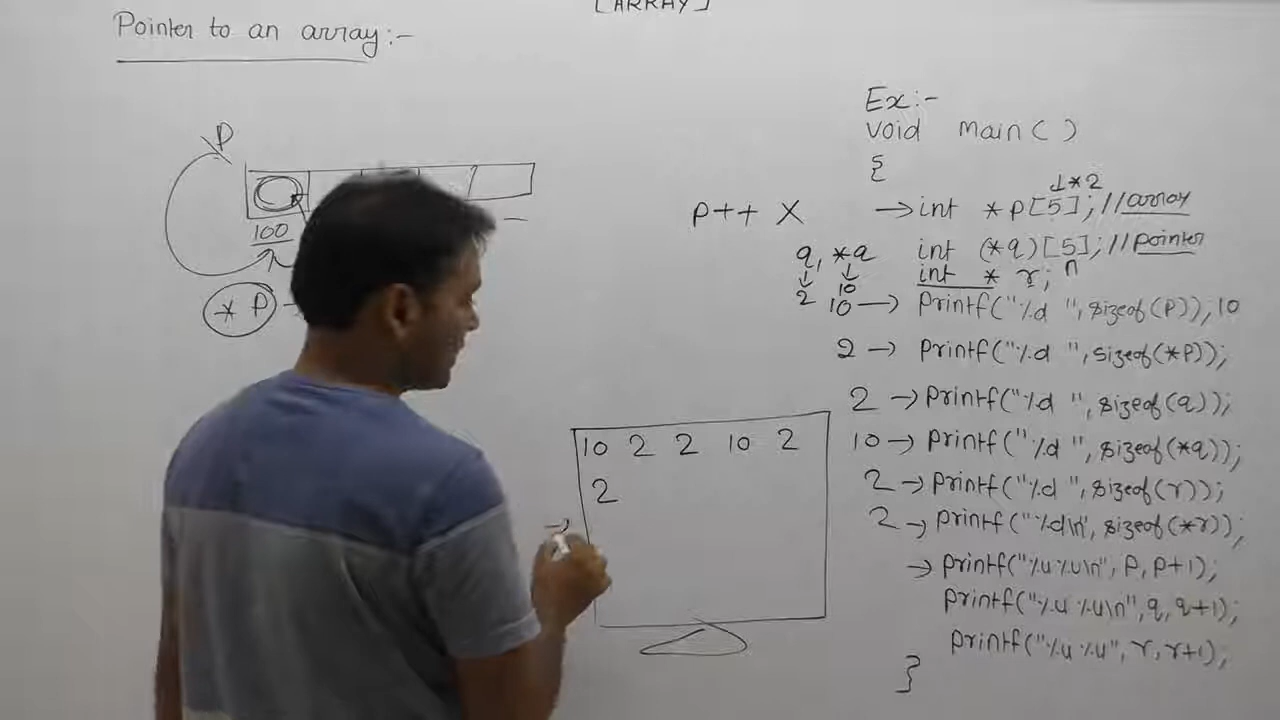 [ARRAY]
Pointer to an array:-
P
100
* P
P++ X
q, *q
2 10
Ex:-
void main( )
{
1*2
→ int *p[5]; //array
int (*q)[5]; //pointer
int * r;
10 → printf("%d ", sizeof(p)); 10
2 → printf("%d ", sizeof(*p));
2 → printf("%d ", sizeof(q));
10 → printf("%d ", sizeof(*q));
2 → printf("%d ", sizeof(r));
2 → printf("%d\n", sizeof(*r));
→ printf("%u %u\n", p, p+1);
printf("%u %u\n", q, q+1);
printf("%u %u", r, r+1);
}
10 2 2 10 2
2